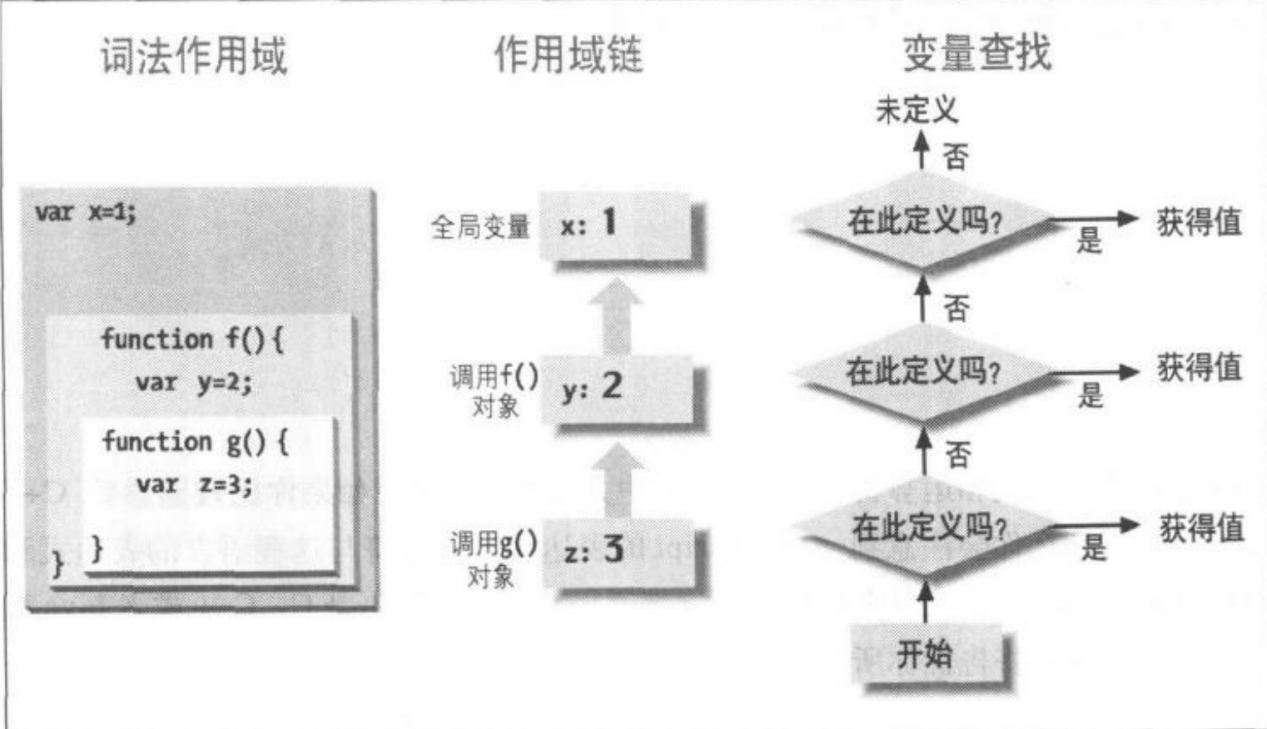 词法作用域
作用域链
变量查找
var x=1;
function f() {
var y=2;
function g() {
var z=3;
}
}
全局变量
x: 1
调用f()
对象
y: 2
调用g()
对象
z: 3
未定义
否
在此定义吗?
是
获得值
否
在此定义吗?
是
获得值
否
在此定义吗?
是
获得值
开始